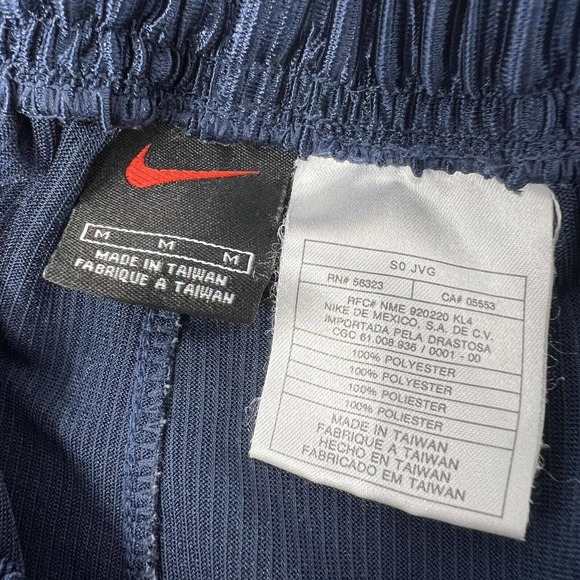 M M M
MADE IN TAIWAN
FABRIQUÉ À TAIWAN
S0 JVG
RN# 56323 CA# 05553
RFC# NME 920220 KL4
NIKE DE MEXICO, S.A. DE C.V.
IMPORTADA PELA DRASTOSA
CGC 61.008.936 / 0001 - 00
100% POLYESTER
100% POLYESTER
100% POLIESTER
100% POLIESTER
MADE IN TAIWAN
FABRIQUE A TAIWAN
HECHO EN TAIWAN
FABRICADO EM TAIWAN